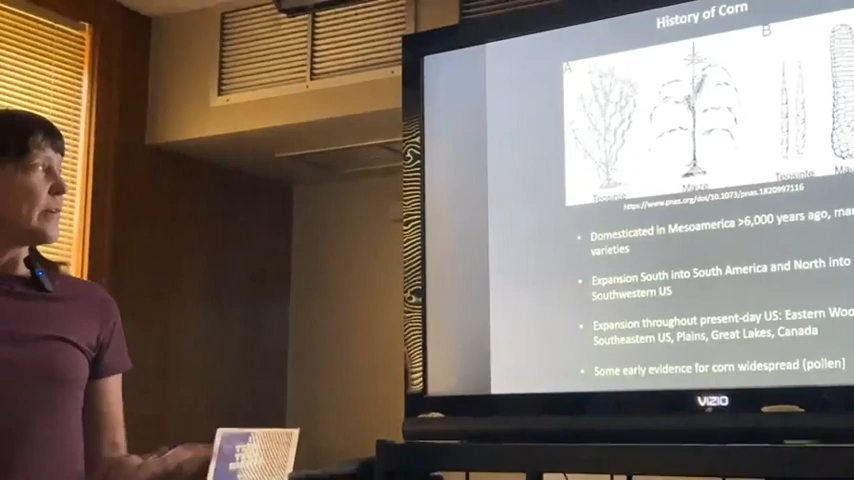 History of Corn
A
B
Teosinte
Maize
Teosinte
https://www.pnas.org/doi/10.1073/pnas.1820997116
• Domesticated in Mesoamerica >6,000 years ago,
varieties
• Expansion South into South America and North into
Southwestern US
• Expansion throughout present-day US: Eastern
Southeastern US, Plains, Great Lakes, Canada
• Some early evidence for corn widespread (pollen)
VIZIO